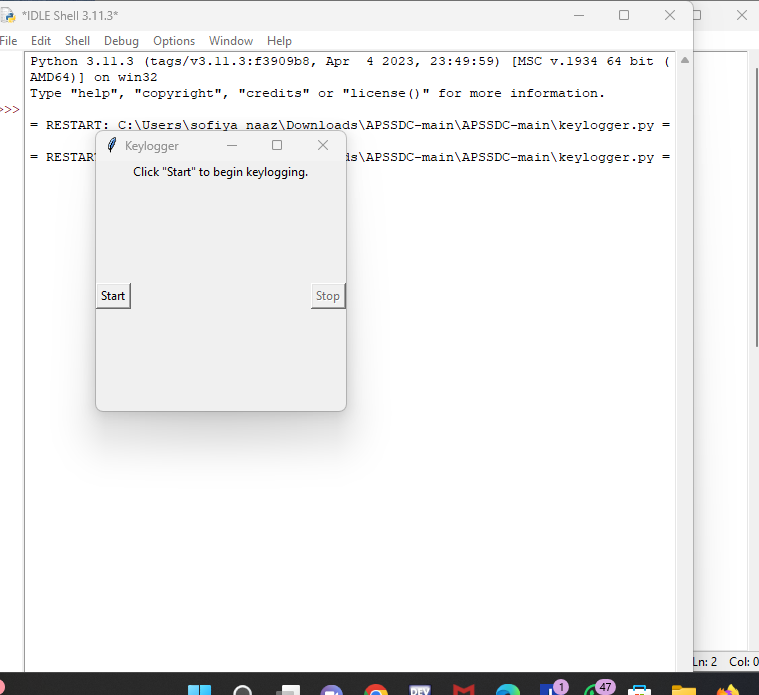 *IDLE Shell 3.11.3*
File Edit Shell Debug Options Window Help
Python 3.11.3 (tags/v3.11.3:f3909b8, Apr  4 2023, 23:49:59) [MSC v.1934 64 bit (
AMD64)] on win32
Type "help", "copyright", "credits" or "license()" for more information.
>>>
= RESTART: C:\Users\sofiya naaz\Downloads\APSSDC-main\APSSDC-main\keylogger.py =
Keylogger
= RESTART ds\APSSDC-main\APSSDC-main\keylogger.py =
Click "Start" to begin keylogging.
Start
Stop
Ln: 2 Col: 0
DEV
1
47